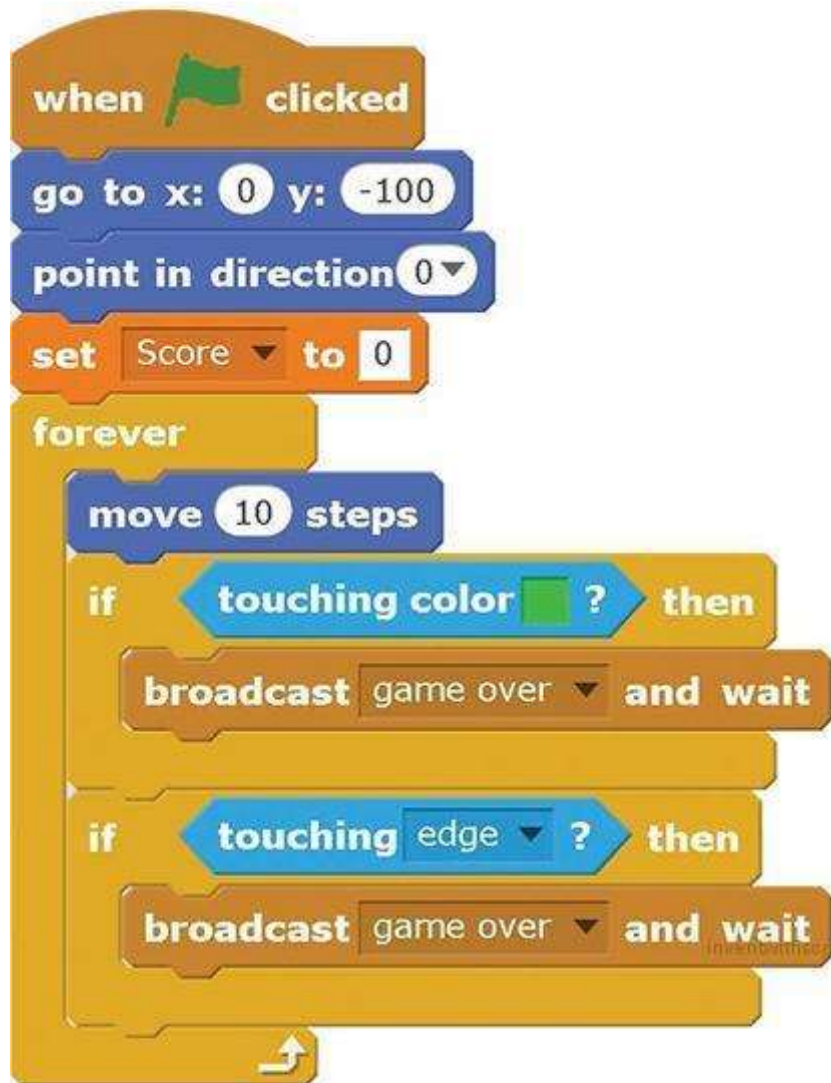 when clicked
go to x: 0 y: -100
point in direction 0
set Score to 0
forever
move 10 steps
if touching color ? then
broadcast game over and wait
if touching edge ? then
broadcast game over and wait